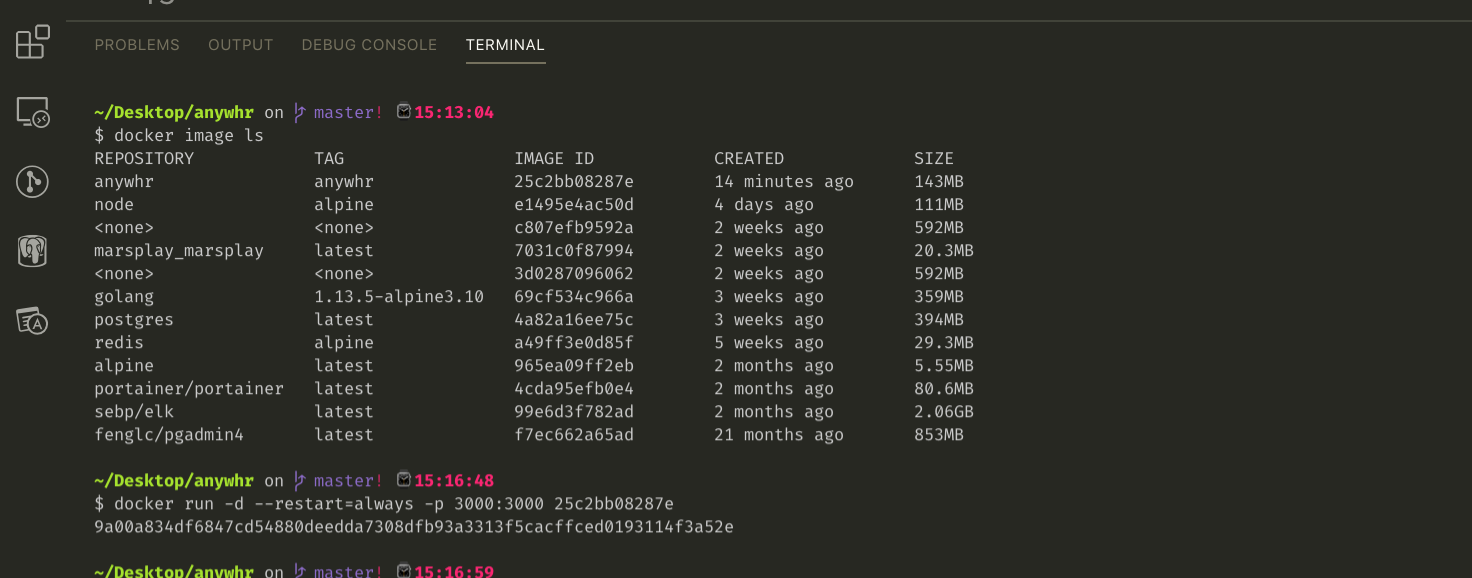 PROBLEMS OUTPUT DEBUG CONSOLE TERMINAL
~/Desktop/anywhr on master! 15:13:04
$ docker image ls
REPOSITORY TAG IMAGE ID CREATED SIZE
anywhr anywhr 25c2bb08287e 14 minutes ago 143MB
node alpine e1495e4ac50d 4 days ago 111MB
<none> <none> c807efb9592a 2 weeks ago 592MB
marsplay_marsplay latest 7031c0f87994 2 weeks ago 20.3MB
<none> <none> 3d0287096062 2 weeks ago 592MB
golang 1.13.5-alpine3.10 69cf534c966a 3 weeks ago 359MB
postgres latest 4a82a16ee75c 3 weeks ago 394MB
redis alpine a49ff3e0d85f 5 weeks ago 29.3MB
alpine latest 965ea09ff2eb 2 months ago 5.55MB
portainer/portainer latest 4cda95efb0e4 2 months ago 80.6MB
sebp/elk latest 99e6d3f782ad 2 months ago 2.06GB
fenglc/pgadmin4 latest f7ec662a65ad 21 months ago 853MB
~/Desktop/anywhr on master! 15:16:48
$ docker run -d --restart=always -p 3000:3000 25c2bb08287e
9a00a834df6847cd54880deedda7308dfb93a3313f5cacffced0193114f3a52e
~/Desktop/anywhr on master! 15:16:59